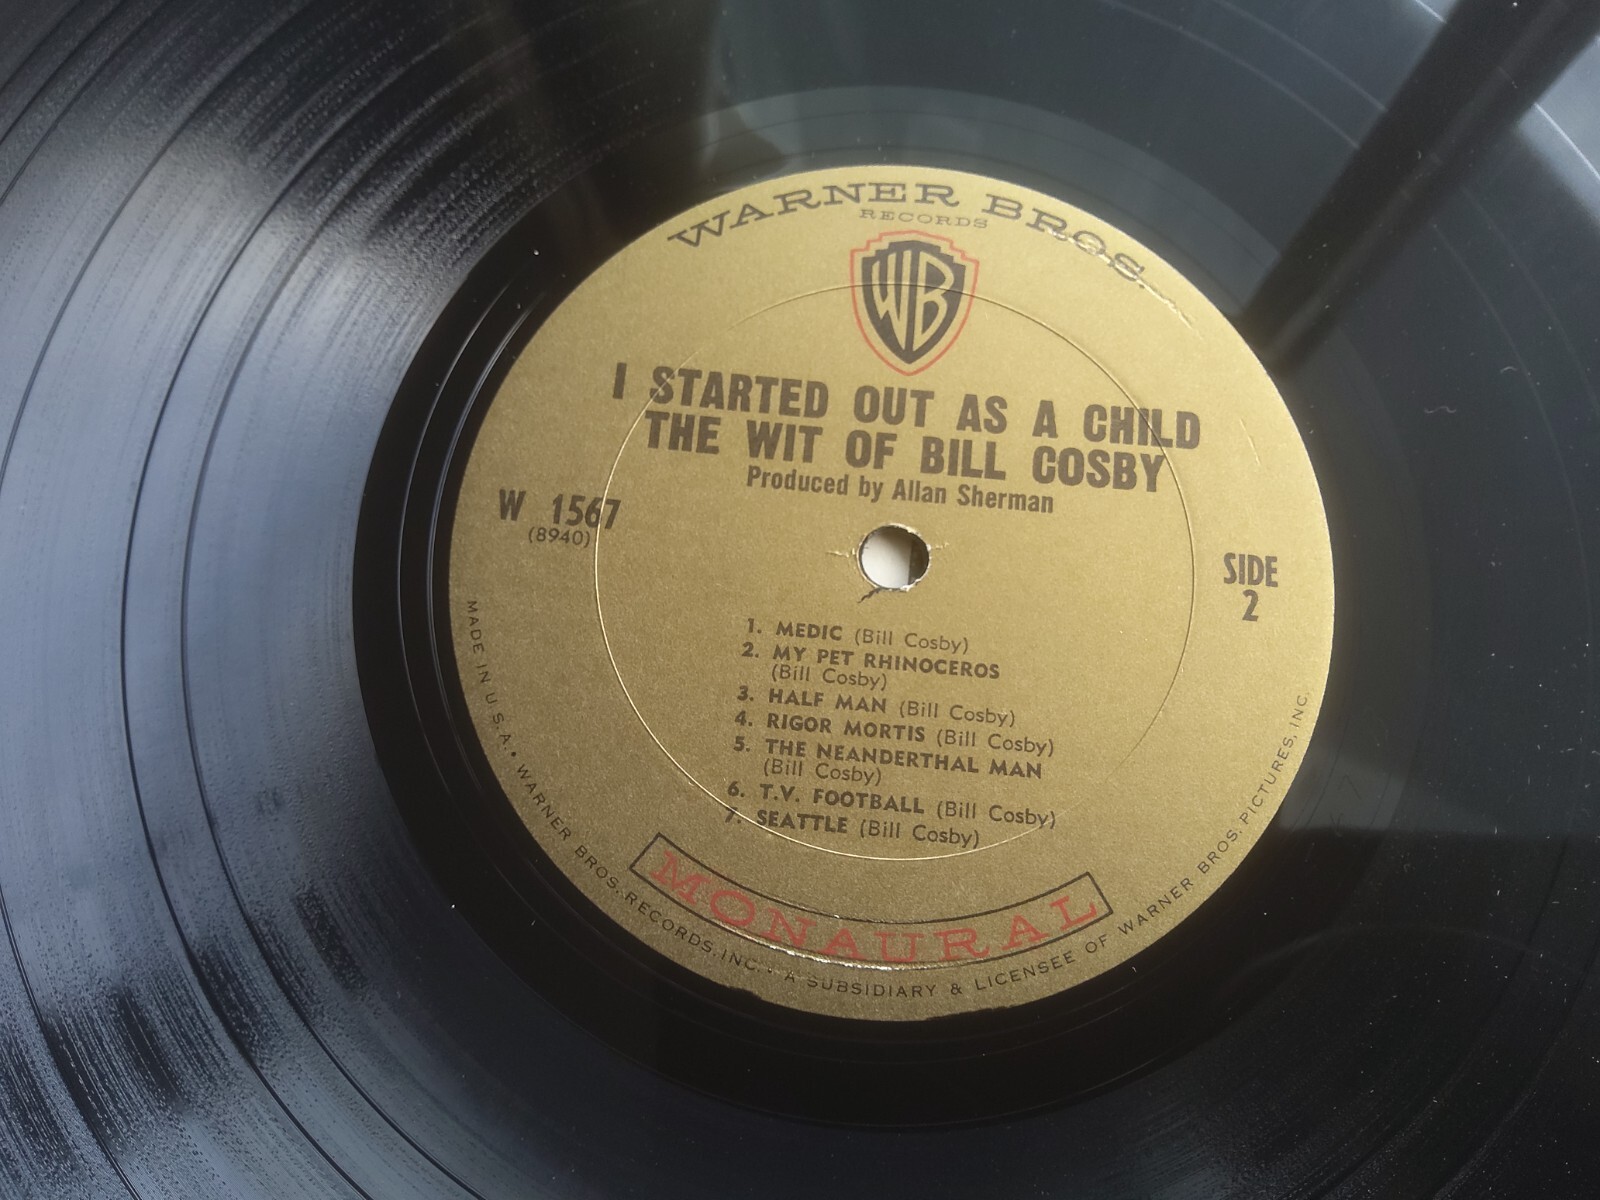 WARNER BROS.
RECORDS
WB
I STARTED OUT AS A CHILD
THE WIT OF BILL COSBY
Produced by Allan Sherman
W 1567
(8940)
SIDE
2
1. MEDIC (Bill Cosby)
2. MY PET RHINOCEROS
(Bill Cosby)
3. HALF MAN (Bill Cosby)
4. RIGOR MORTIS (Bill Cosby)
5. THE NEANDERTHAL MAN
(Bill Cosby)
6. T.V. FOOTBALL (Bill Cosby)
7. SEATTLE (Bill Cosby)
MONAURAL
MADE IN U.S.A. • WARNER BROS. RECORDS, INC. • A SUBSIDIARY & LICENSEE OF WARNER BROS. PICTURES, INC.